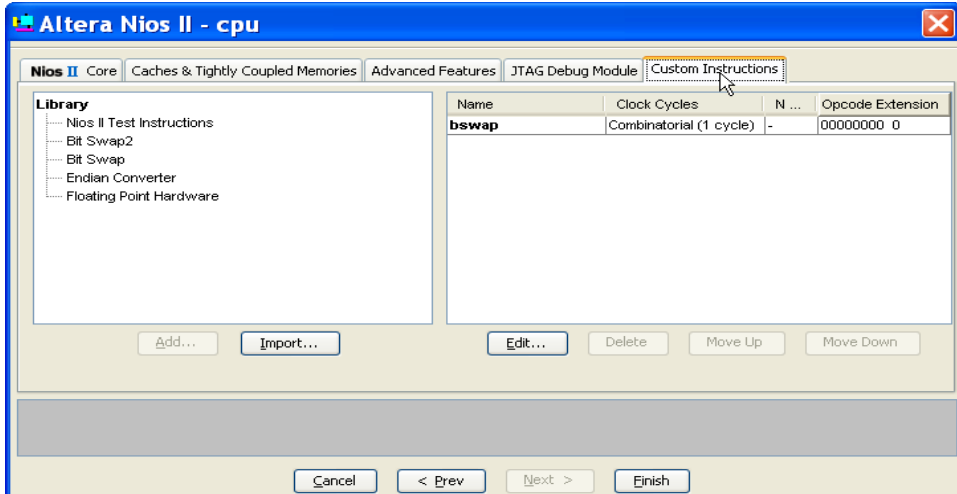 Altera Nios II - cpu
Nios II Core Caches & Tightly Coupled Memories Advanced Features JTAG Debug Module Custom Instructions
Library
Nios II Test Instructions
Bit Swap2
Bit Swap
Endian Converter
Floating Point Hardware
Name Clock Cycles N ... Opcode Extension
bswap Combinatorial (1 cycle) - 00000000 0
Add... Import... Edit... Delete Move Up Move Down
Cancel < Prev Next > Finish